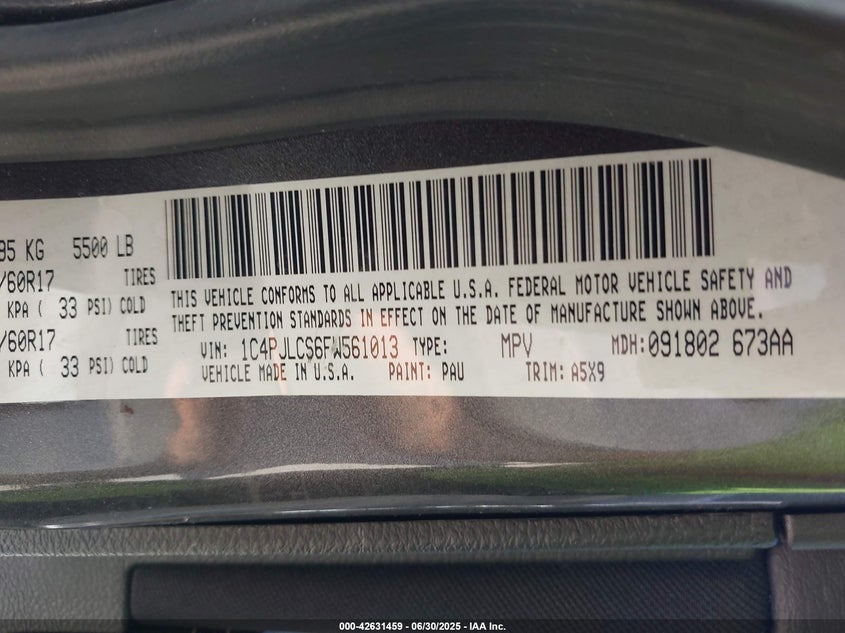 95 KG 5500 LB
/60R17 TIRES
KPA ( 33 PSI) COLD
/60R17 TIRES
KPA ( 33 PSI) COLD
THIS VEHICLE CONFORMS TO ALL APPLICABLE U.S.A. FEDERAL MOTOR VEHICLE SAFETY AND
THEFT PREVENTION STANDARDS IN EFFECT ON THE DATE OF MANUFACTURE SHOWN ABOVE.
VIN: 1C4PJLCS6FW561013 TYPE: MPV MDH: 091802 673AA
VEHICLE MADE IN U.S.A. PAINT: PAU TRIM: A5X9
000-42631459 - 06/30/2025 - IAA Inc.